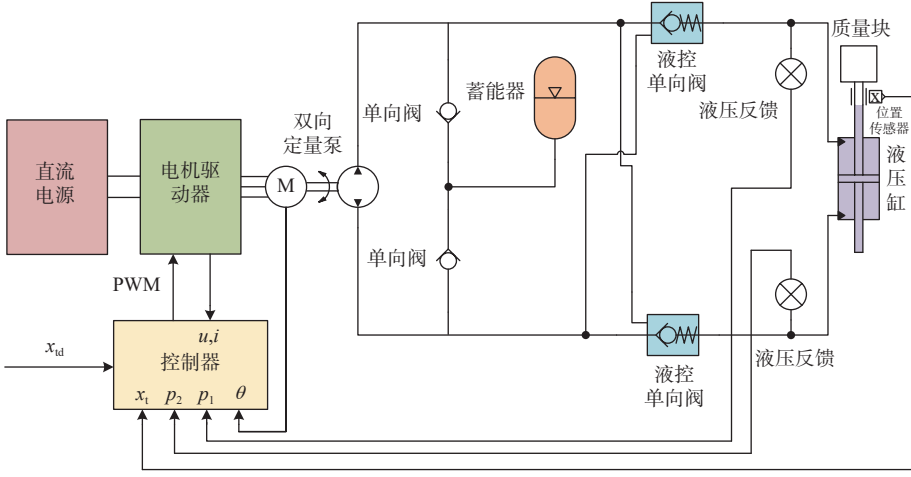 质量块
液控
单向阀
蓄能器
单向阀
双向
定量泵
液压反馈
X
位置
传感器
液
压
缸
直流
电源
电机驱
动器
M
单向阀
PWM
u,i
控制器
x_td
x_t p_2 p_1 θ
液控
单向阀
液压反馈